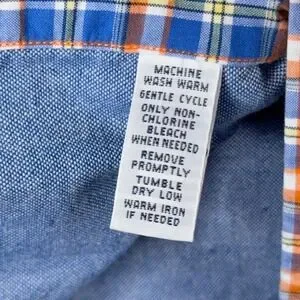 MACHINE
WASH WARM
GENTLE CYCLE
ONLY NON-
CHLORINE
BLEACH
WHEN NEEDED
REMOVE
PROMPTLY
TUMBLE
DRY LOW
WARM IRON
IF NEEDED